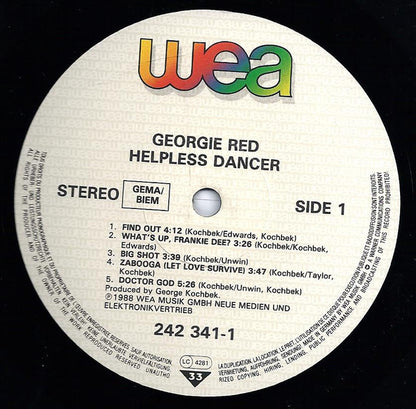 wea
GEORGIE RED
HELPLESS DANCER
STEREO
GEMA/
BIEM
SIDE 1
1. FIND OUT 4:12 (Kochbek/Edwards, Kochbek)
2. WHAT'S UP, FRANKIE DEE? 3:26 (Kochbek/Kochbek,
Edwards)
3. BIG SHOT 3:39 (Kochbek/Unwin)
4. ZABOOGA (LET LOVE SURVIVE) 3:47 (Kochbek/Taylor,
Kochbek)
5. DOCTOR GOD 5:26 (Kochbek/Unwin, Kochbek)
Produced by George Kochbek.
℗ 1988 WEA MUSIK GMBH NEUE MEDIEN UND
ELEKTRONIKVERTRIEB
242 341-1
LC 4281
33